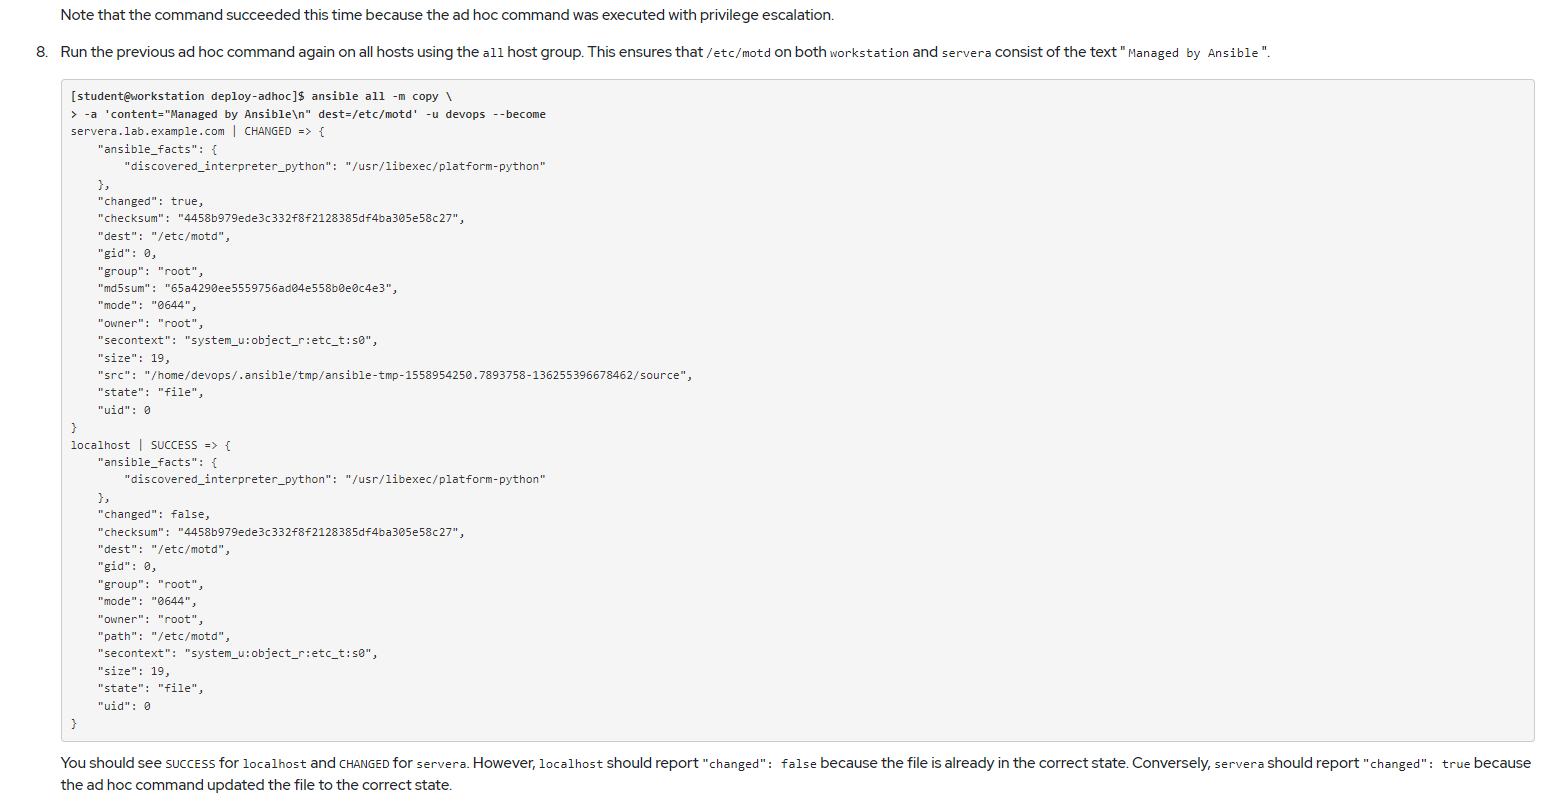 Note that the command succeeded this time because the ad hoc command was executed with privilege escalation.
8. Run the previous ad hoc command again on all hosts using the all host group. This ensures that /etc/motd on both workstation and servera consist of the text "Managed by Ansible".
[student@workstation deploy-adhoc]$ ansible all -m copy \
> -a 'content="Managed by Ansible\n" dest=/etc/motd' -u devops --become
servera.lab.example.com | CHANGED => {
    "ansible_facts": {
        "discovered_interpreter_python": "/usr/libexec/platform-python"
    },
    "changed": true,
    "checksum": "4458b979ede3c332f8f2128385df4ba305e58c27",
    "dest": "/etc/motd",
    "gid": 0,
    "group": "root",
    "md5sum": "65a4290ee5559756ad04e558b0e0c4e3",
    "mode": "0644",
    "owner": "root",
    "secontext": "system_u:object_r:etc_t:s0",
    "size": 19,
    "src": "/home/devops/.ansible/tmp/ansible-tmp-1558954250.7893758-136255396678462/source",
    "state": "file",
    "uid": 0
}
localhost | SUCCESS => {
    "ansible_facts": {
        "discovered_interpreter_python": "/usr/libexec/platform-python"
    },
    "changed": false,
    "checksum": "4458b979ede3c332f8f2128385df4ba305e58c27",
    "dest": "/etc/motd",
    "gid": 0,
    "group": "root",
    "mode": "0644",
    "owner": "root",
    "path": "/etc/motd",
    "secontext": "system_u:object_r:etc_t:s0",
    "size": 19,
    "state": "file",
    "uid": 0
}
You should see SUCCESS for localhost and CHANGED for servera. However, localhost should report "changed": false because the file is already in the correct state. Conversely, servera should report "changed": true because
the ad hoc command updated the file to the correct state.